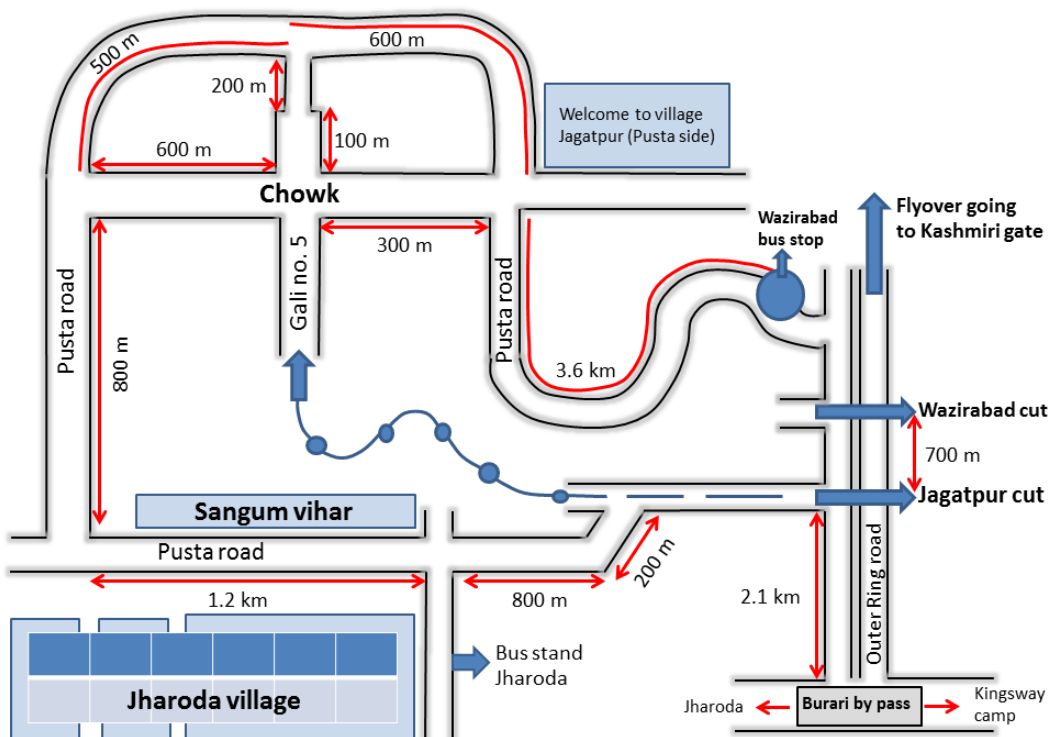 500 m
600 m
200 m
100 m
Welcome to village
Jagatpur (Pusta side)
600 m
Chowk
300 m
Flyover going
to Kashmiri gate
Wazirabad
bus stop
Pusta road
800 m
Gali no. 5
Pusta road
3.6 km
Wazirabad cut
700 m
Jagatpur cut
Sangum vihar
Pusta road
200 m
1.2 km
800 m
2.1 km
Outer Ring road
Bus stand
Jharoda
Jharoda village
Jharoda
Burari by pass
Kingsway
camp